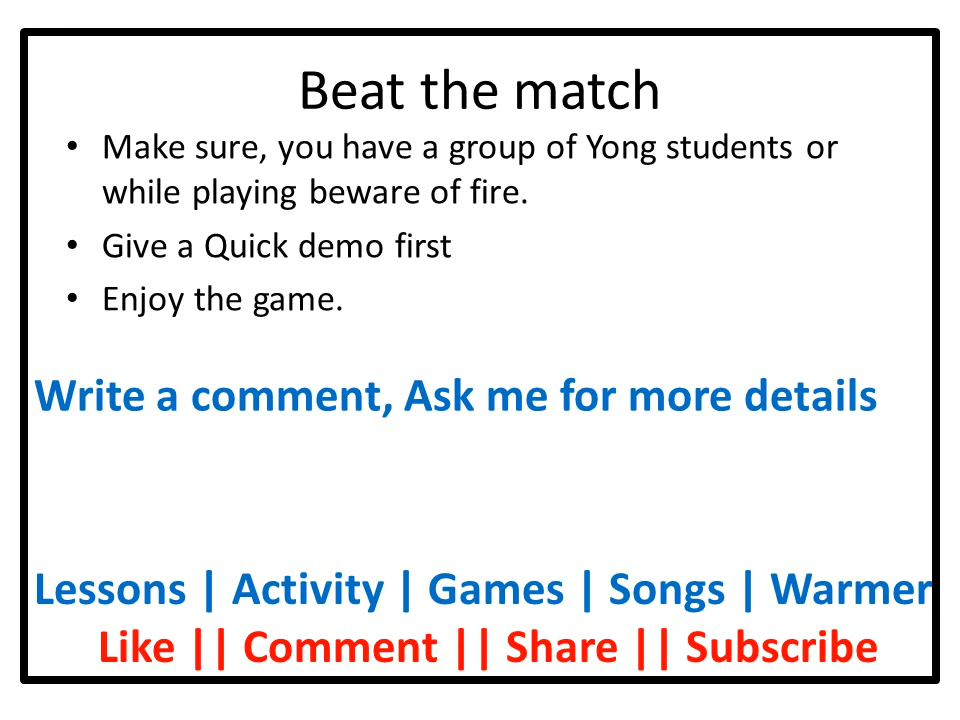 Beat the match
• Make sure, you have a group of Yong students or
while playing beware of fire.
• Give a Quick demo first
• Enjoy the game.
Write a comment, Ask me for more details
Lessons | Activity | Games | Songs | Warmer
Like || Comment || Share || Subscribe